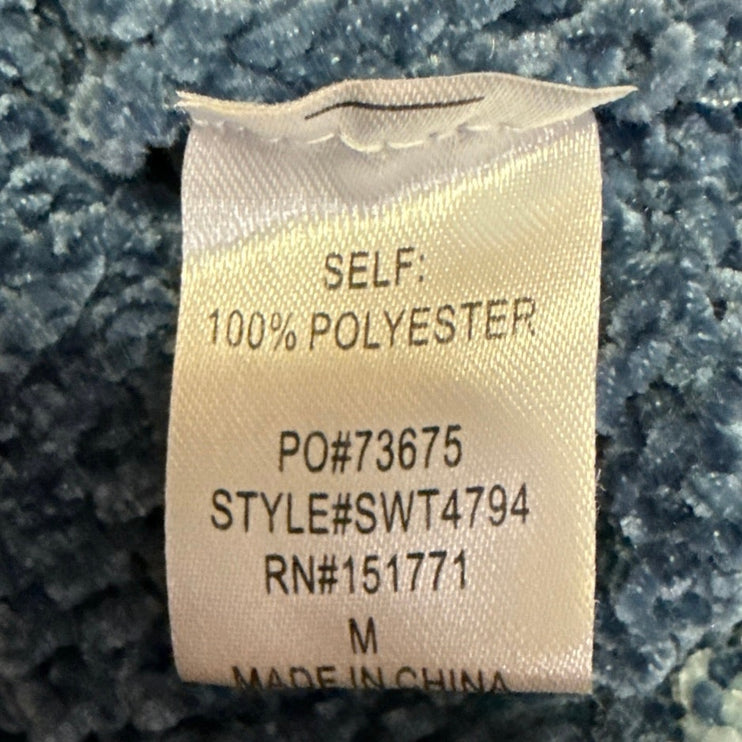 SELF:
100% POLYESTER
PO#73675
STYLE#SWT4794
RN#151771
M
MADE IN CHINA